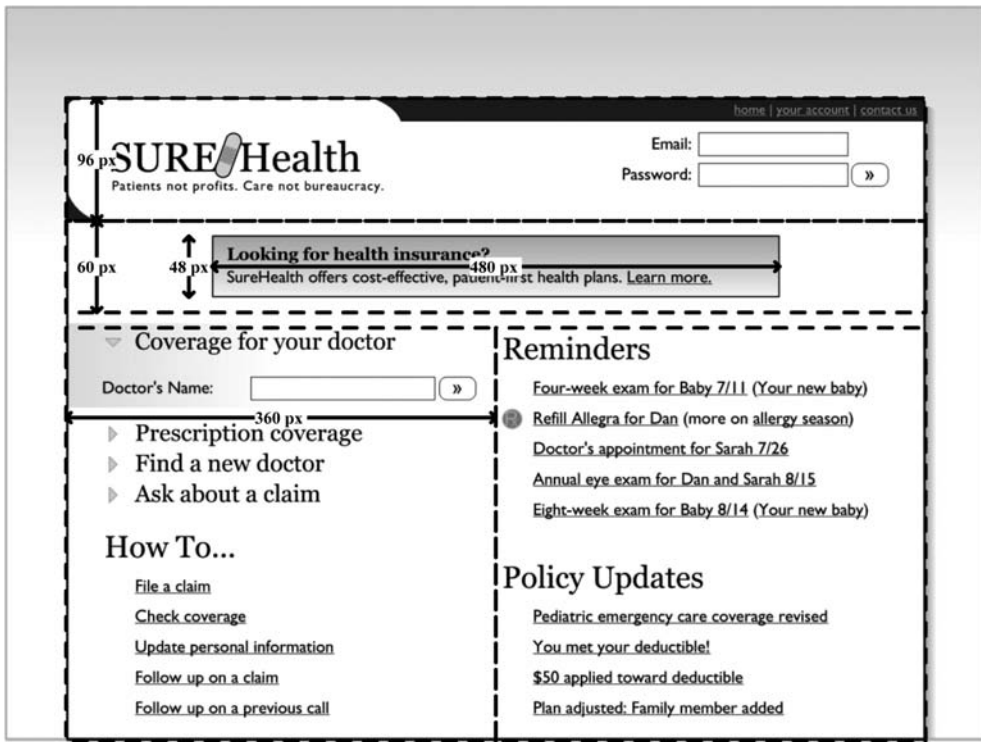 home | your account | contact us
Email:
96 px
SURE Health
Password: »
Patients not profits. Care not bureaucracy.
60 px
48 px
Looking for health insurance?
480 px
SureHealth offers cost-effective, patient-first health plans. Learn more.
Coverage for your doctor
Doctor's Name: »
360 px
Prescription coverage
Find a new doctor
Ask about a claim
How To...
File a claim
Check coverage
Update personal information
Follow up on a claim
Follow up on a previous call
Reminders
Four-week exam for Baby 7/11 (Your new baby)
R Refill Allegra for Dan (more on allergy season)
Doctor's appointment for Sarah 7/26
Annual eye exam for Dan and Sarah 8/15
Eight-week exam for Baby 8/14 (Your new baby)
Policy Updates
Pediatric emergency care coverage revised
You met your deductible!
$50 applied toward deductible
Plan adjusted: Family member added